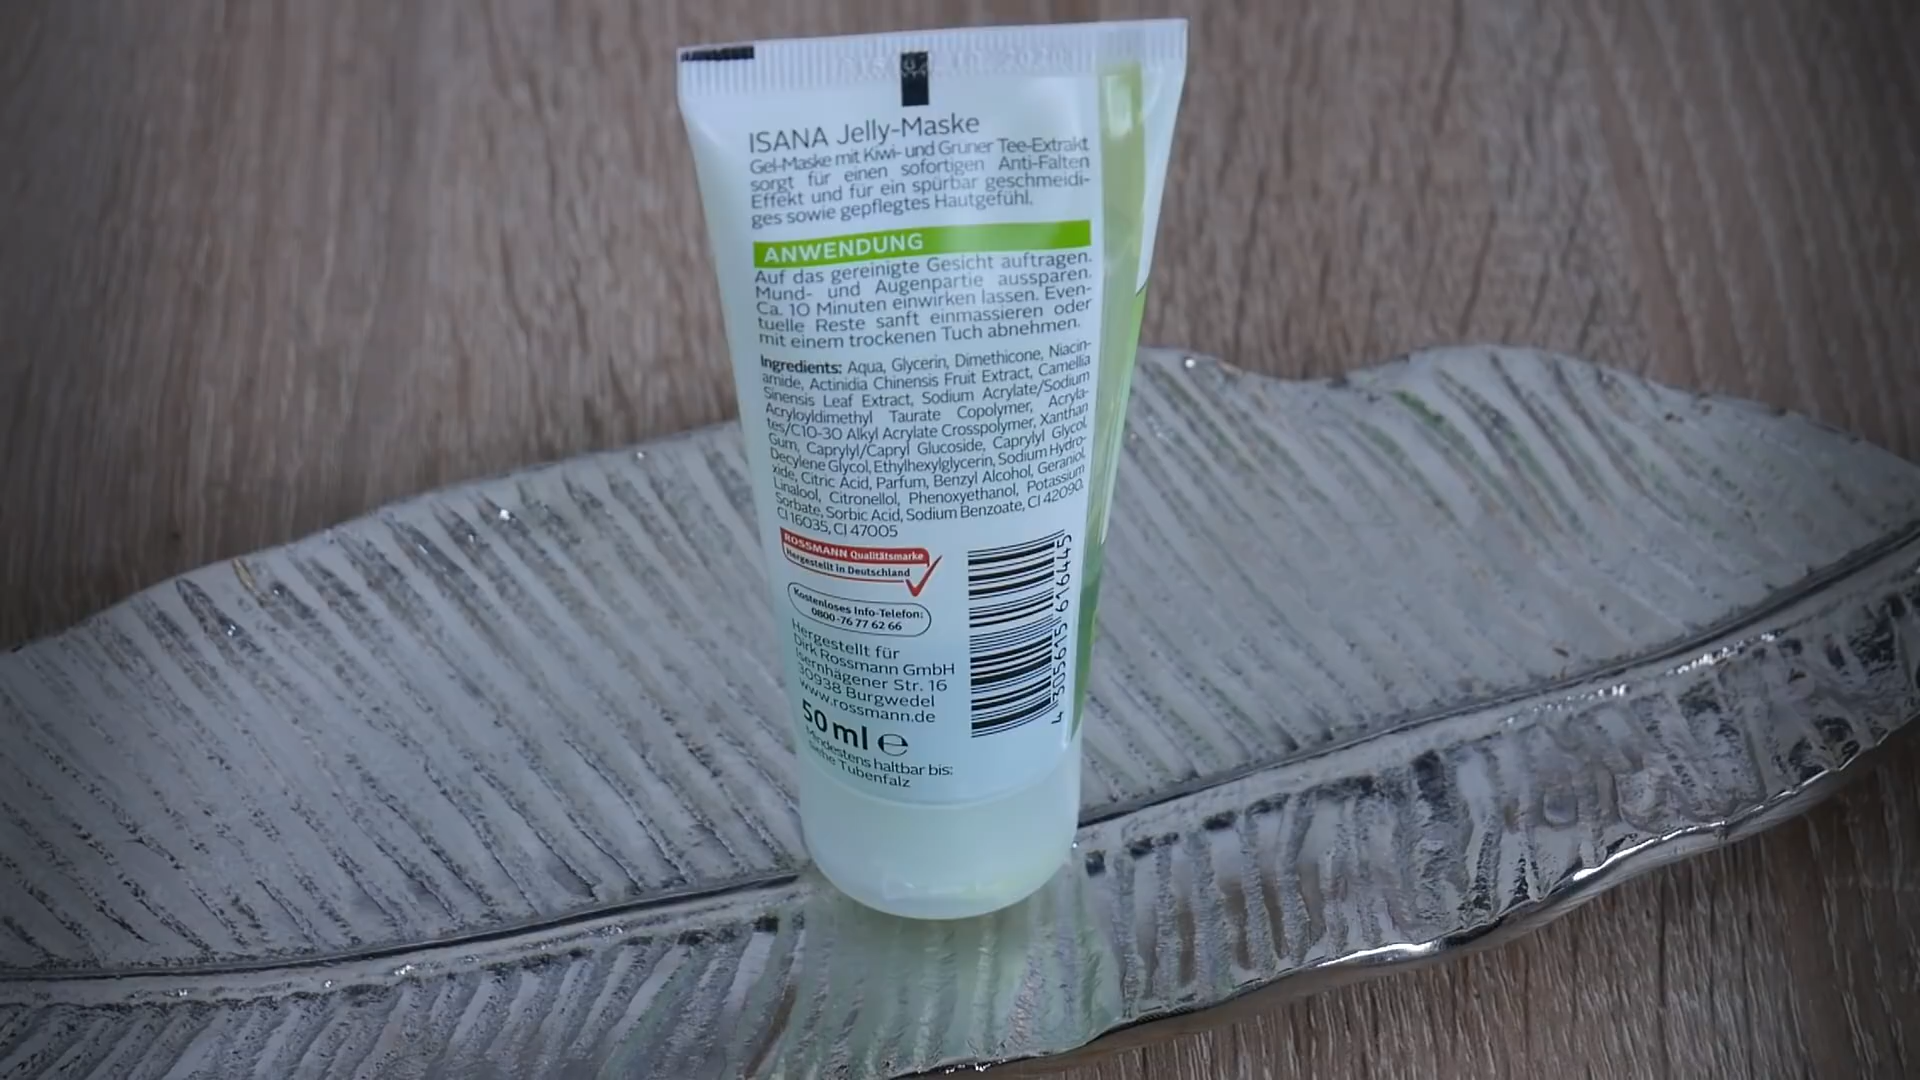 ISANA Jelly-Maske
Gel-Maske mit Kiwi- und Grüner Tee-Extrakt
sorgt für einen sofortigen Anti-Falten
Effekt und für ein spürbar geschmeidi-
ges sowie gepflegtes Hautgefühl.
ANWENDUNG
Auf das gereinigte Gesicht auftragen.
Mund- und Augenpartie aussparen.
Ca. 10 Minuten einwirken lassen. Even-
tuelle Reste sanft einmassieren oder
mit einem trockenen Tuch abnehmen.
Ingredients: Aqua, Glycerin, Dimethicone, Niacin-
amide, Actinidia Chinensis Fruit Extract, Camellia
Sinensis Leaf Extract, Sodium Acrylate/Sodium
Acryloyldimethyl Taurate Copolymer, Acryla-
tes/C10-30 Alkyl Acrylate Crosspolymer, Xanthan
Gum, Caprylyl/Capryl Glucoside, Caprylyl Glycol,
Decylene Glycol, Ethylhexylglycerin, Sodium Hydro-
xide, Citric Acid, Parfum, Benzyl Alcohol, Geraniol,
Linalool, Citronellol, Phenoxyethanol, Potassium
Sorbate, Sorbic Acid, Sodium Benzoate, CI 42090,
CI 16035, CI 47005
ROSSMANN Qualitätsmarke
Hergestellt in Deutschland
Kostenloses Info-Telefon:
0800-76 77 62 66
Hergestellt für
Dirk Rossmann GmbH
Isernhägener Str. 16
30938 Burgwedel
www.rossmann.de
50 ml ℮
Mindestens haltbar bis:
siehe Tubenfalz
4 305615 616445